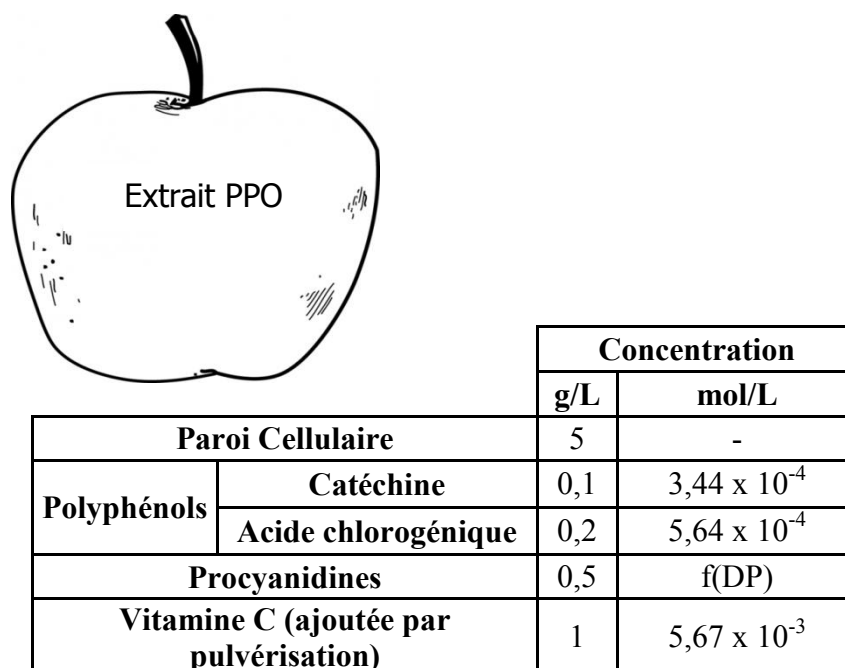 Extrait PPO
Concentration
g/L mol/L
Paroi Cellulaire 5 -
Polyphénols Catéchine 0,1 3,44 x 10⁻⁴
Acide chlorogénique 0,2 5,64 x 10⁻⁴
Procyanidines 0,5 f(DP)
Vitamine C (ajoutée par
pulvérisation) 1 5,67 x 10⁻³